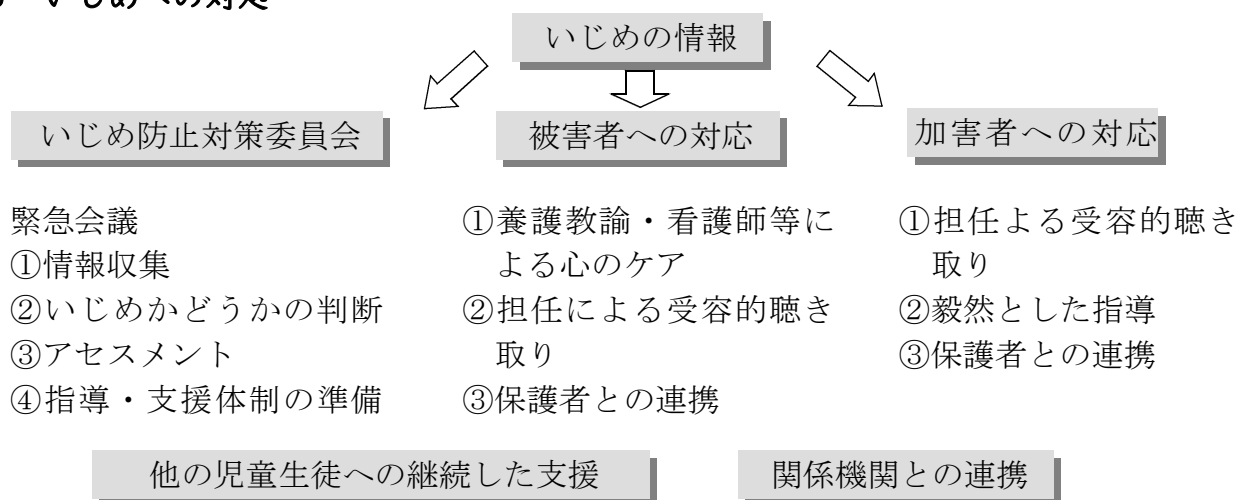 いじめへの対処
いじめの情報
いじめ防止対策委員会
緊急会議
①情報収集
②いじめかどうかの判断
③アセスメント
④指導・支援体制の準備
被害者への対応
①養護教諭・看護師等に
よる心のケア
②担任による受容的聴き
取り
③保護者との連携
加害者への対応
①担任よる受容的聴き
取り
②毅然とした指導
③保護者との連携
他の児童生徒への継続した支援
関係機関との連携